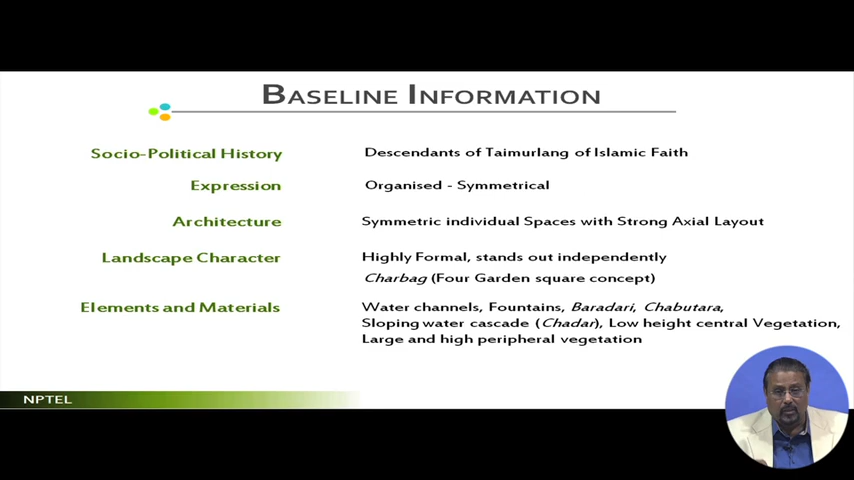 BASELINE INFORMATION
Socio-Political History Descendants of Taimurlang of Islamic Faith
Expression Organised - Symmetrical
Architecture Symmetric individual Spaces with Strong Axial Layout
Landscape Character Highly Formal, stands out independently
Charbag (Four Garden square concept)
Elements and Materials Water channels, Fountains, Baradari, Chabutara,
Sloping water cascade (Chadar), Low height central Vegetation,
Large and high peripheral vegetation
NPTEL